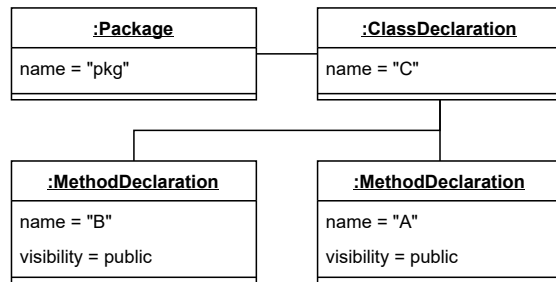 :Package
name = "pkg"
:ClassDeclaration
name = "C"
:MethodDeclaration
name = "B"
visibility = public
:MethodDeclaration
name = "A"
visibility = public